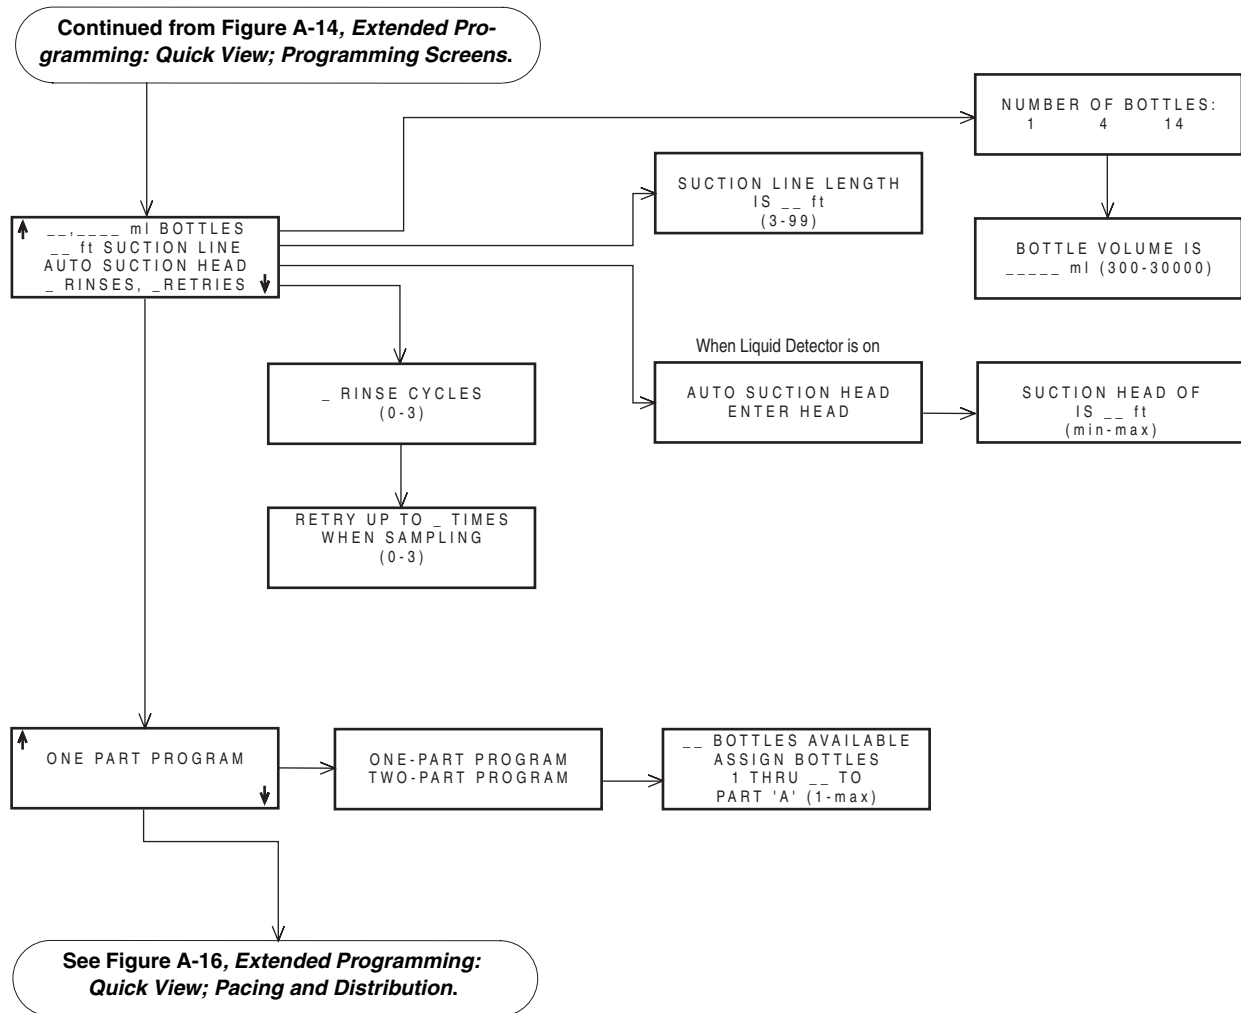 Continued from Figure A-14, Extended Pro-
gramming: Quick View; Programming Screens.
NUMBER OF BOTTLES:
1 4 14
SUCTION LINE LENGTH
IS __ ft
(3-99)
__,____ ml BOTTLES
__ ft SUCTION LINE
AUTO SUCTION HEAD
_ RINSES, _RETRIES
BOTTLE VOLUME IS
_____ ml (300-30000)
When Liquid Detector is on
AUTO SUCTION HEAD
ENTER HEAD
SUCTION HEAD OF
IS __ ft
(min-max)
_ RINSE CYCLES
(0-3)
RETRY UP TO _ TIMES
WHEN SAMPLING
(0-3)
ONE PART PROGRAM
ONE-PART PROGRAM
TWO-PART PROGRAM
__ BOTTLES AVAILABLE
ASSIGN BOTTLES
1 THRU __ TO
PART 'A' (1-max)
See Figure A-16, Extended Programming:
Quick View; Pacing and Distribution.